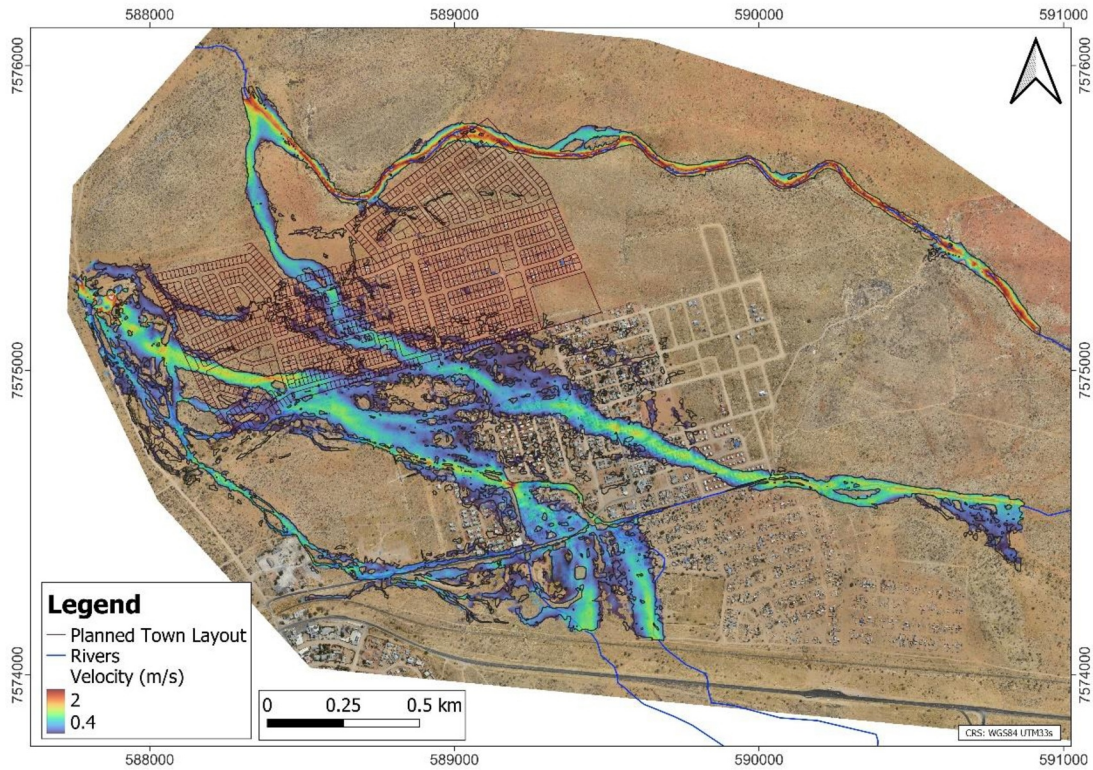 588000 589000 590000 591000
7576000 7576000
7575000 7575000
7574000 7574000
Legend
Planned Town Layout
Rivers
Velocity (m/s)
2
0.4
0 0.25 0.5 km
CRS: WGS84 UTM33s
588000 589000 590000 591000